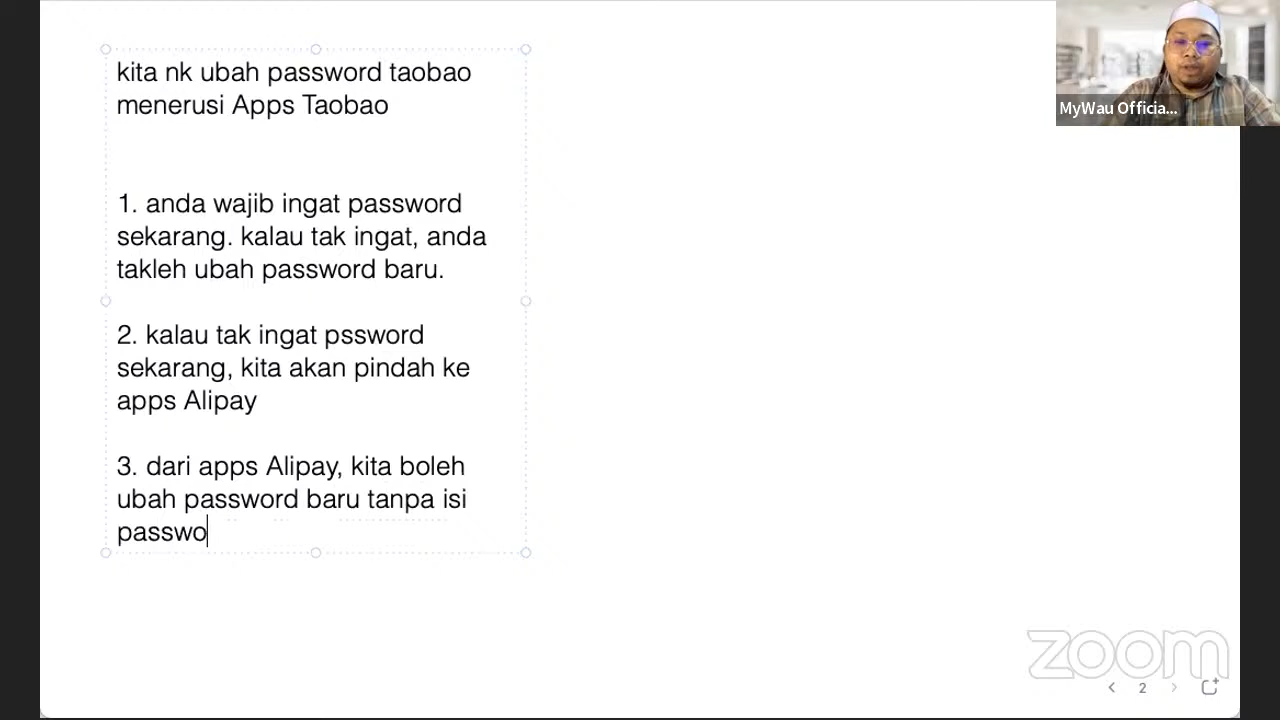 kita nk ubah password taobao
menerusi Apps Taobao
1. anda wajib ingat password
sekarang. kalau tak ingat, anda
takleh ubah password baru.
2. kalau tak ingat pssword
sekarang, kita akan pindah ke
apps Alipay
3. dari apps Alipay, kita boleh
ubah password baru tanpa isi
passwo
MyWau Officia...
zoom
2